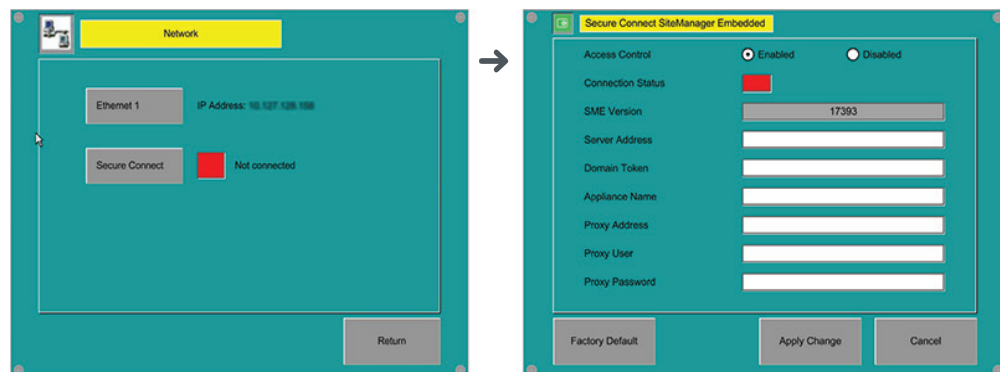 Network
Ethernet 1
IP Address:
Secure Connect
Not connected
Return
Secure Connect SiteManager Embedded
Access Control
Enabled
Disabled
Connection Status
SME Version
17393
Server Address
Domain Token
Appliance Name
Proxy Address
Proxy User
Proxy Password
Factory Default
Apply Change
Cancel